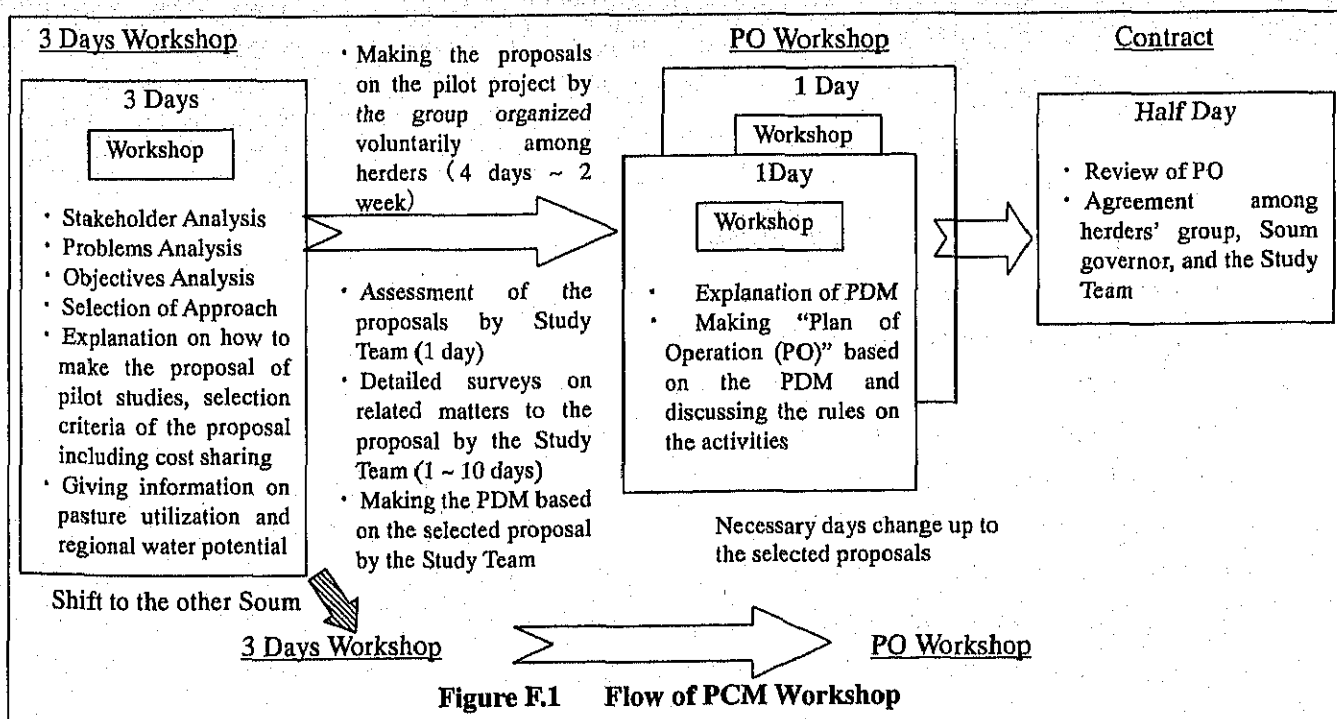 3 Days Workshop
3 Days
Workshop
· Stakeholder Analysis
· Problems Analysis
· Objectives Analysis
· Selection of Approach
· Explanation on how to
make the proposal of
pilot studies, selection
criteria of the proposal
including cost sharing
· Giving information on
pasture utilization and
regional water potential
· Making the proposals
on the pilot project by
the group organized
voluntarily among
herders (4 days ~ 2
week)
· Assessment of the
proposals by Study
Team (1 day)
· Detailed surveys on
related matters to the
proposal by the Study
Team (1 ~ 10 days)
· Making the PDM based
on the selected proposal
by the Study Team
PO Workshop
1 Day
Workshop
1Day
Workshop
· Explanation of PDM
· Making "Plan of
Operation (PO)" based
on the PDM and
discussing the rules on
the activities
Necessary days change up to
the selected proposals
Contract
Half Day
· Review of PO
· Agreement among
herders' group, Soum
governor, and the Study
Team
Shift to the other Soum
3 Days Workshop
PO Workshop
Figure F.1 Flow of PCM Workshop